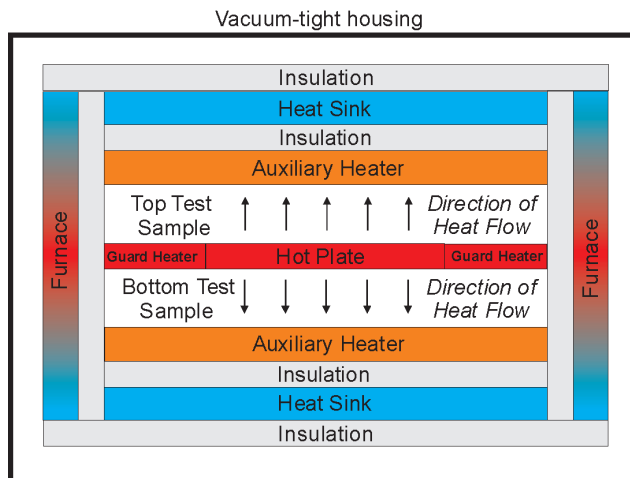 Vacuum-tight housing
Insulation
Heat Sink
Insulation
Auxiliary Heater
Top Test
Sample
Direction of
Heat Flow
Furnace
Guard Heater
Hot Plate
Guard Heater
Furnace
Bottom Test
Sample
Direction of
Heat Flow
Auxiliary Heater
Insulation
Heat Sink
Insulation